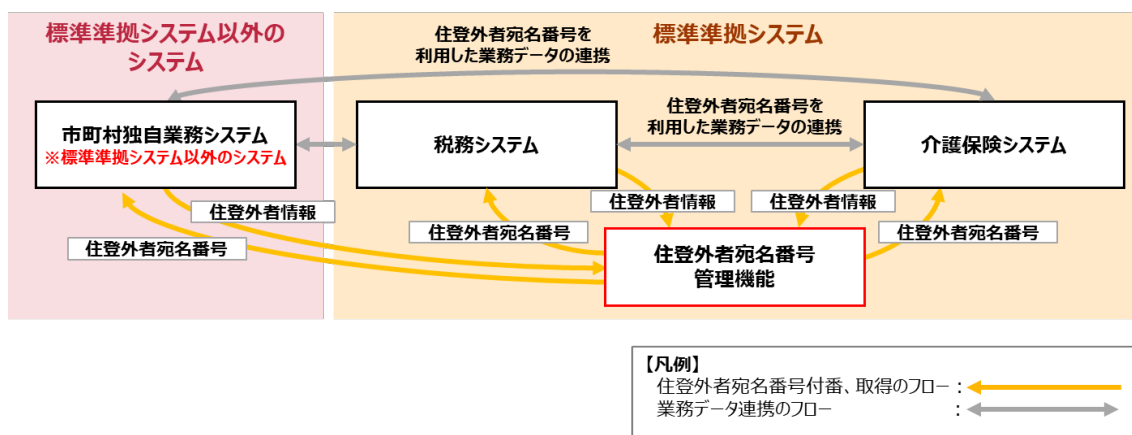 標準準拠システム以外の
システム
標準準拠システム
住登外者宛名番号を
利用した業務データの連携
住登外者宛名番号を
利用した業務データの連携
市町村独自業務システム
※標準準拠システム以外のシステム
税務システム
介護保険システム
住登外者情報
住登外者情報
住登外者情報
住登外者宛名番号
住登外者宛名番号
住登外者宛名番号
住登外者宛名番号
管理機能
【凡例】
住登外者宛名番号付番、取得のフロー：
業務データ連携のフロー：